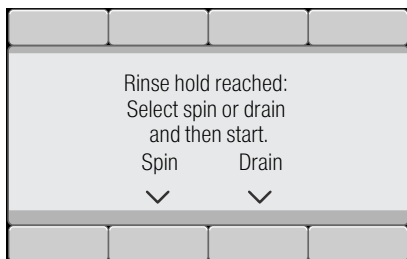 Rinse hold reached:
Select spin or drain
and then start.
Spin Drain